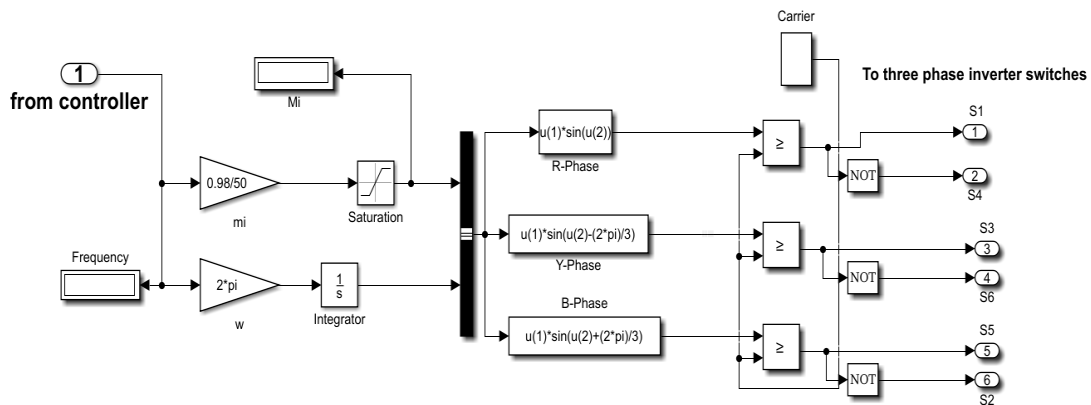 Carrier
1
from controller
Mi
To three phase inverter switches
S1
u(1)*sin(u(2))
R-Phase
≥
1
0.98/50
mi
Saturation
NOT
2
S4
S3
u(1)*sin(u(2)-(2*pi)/3)
Y-Phase
≥
3
Frequency
2*pi
w
1
s
Integrator
NOT
4
S6
B-Phase
u(1)*sin(u(2)+(2*pi)/3)
≥
S5
5
NOT
6
S2